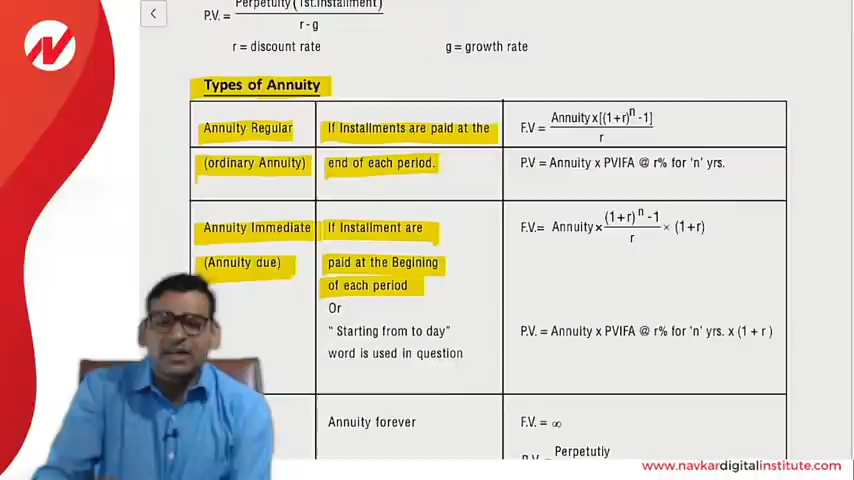 Perpetuity (1st.Installment)
P.V. = 
r - g
r = discount rate g = growth rate
Types of Annuity
Annuity Regular If Installments are paid at the F.V = Annuity x [(1+r)^n -1] / r
(ordinary Annuity) end of each period. P.V = Annuity x PVIFA @ r% for 'n' yrs.
Annuity Immediate If Installment are F.V.= Annuity × (1+r)^n -1 / r × (1+r)
(Annuity due) paid at the Begining
of each period
Or
" Starting from to day" P.V = Annuity x PVIFA @ r% for 'n' yrs. x (1 + r )
word is used in question
Annuity forever F.V. = ∞
Perpetutiy
www.navkardigitalinstitute.com